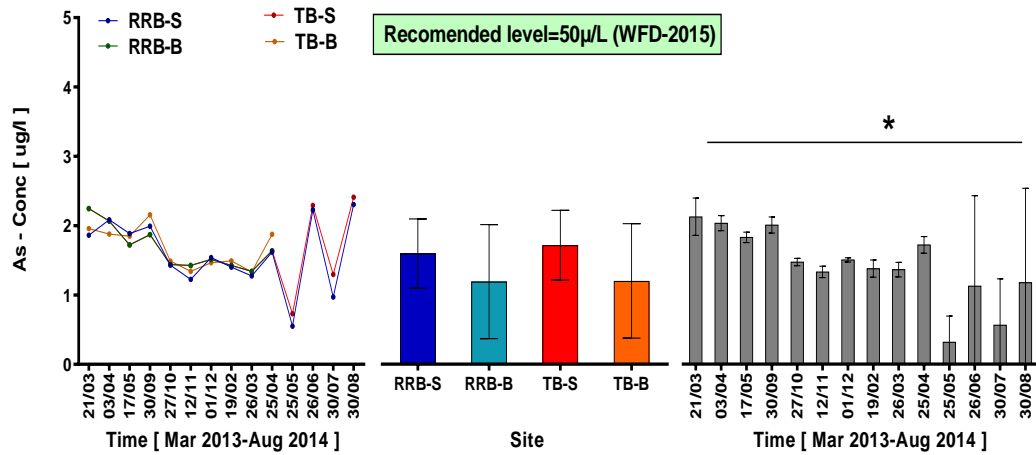 RRB-S
TB-S
RRB-B
TB-B
Recomended level=50µ/L (WFD-2015)
As - Conc [ ug/l ]
5
4
3
2
1
0
*
21/03
03/04
17/05
30/09
27/10
12/11
01/12
19/02
26/03
25/04
25/05
26/06
30/07
30/08
Time [ Mar 2013-Aug 2014 ]
RRB-S
RRB-B
TB-S
TB-B
Site
21/03
03/04
17/05
30/09
27/10
12/11
01/12
19/02
26/03
25/04
25/05
26/06
30/07
30/08
Time [ Mar 2013-Aug 2014 ]